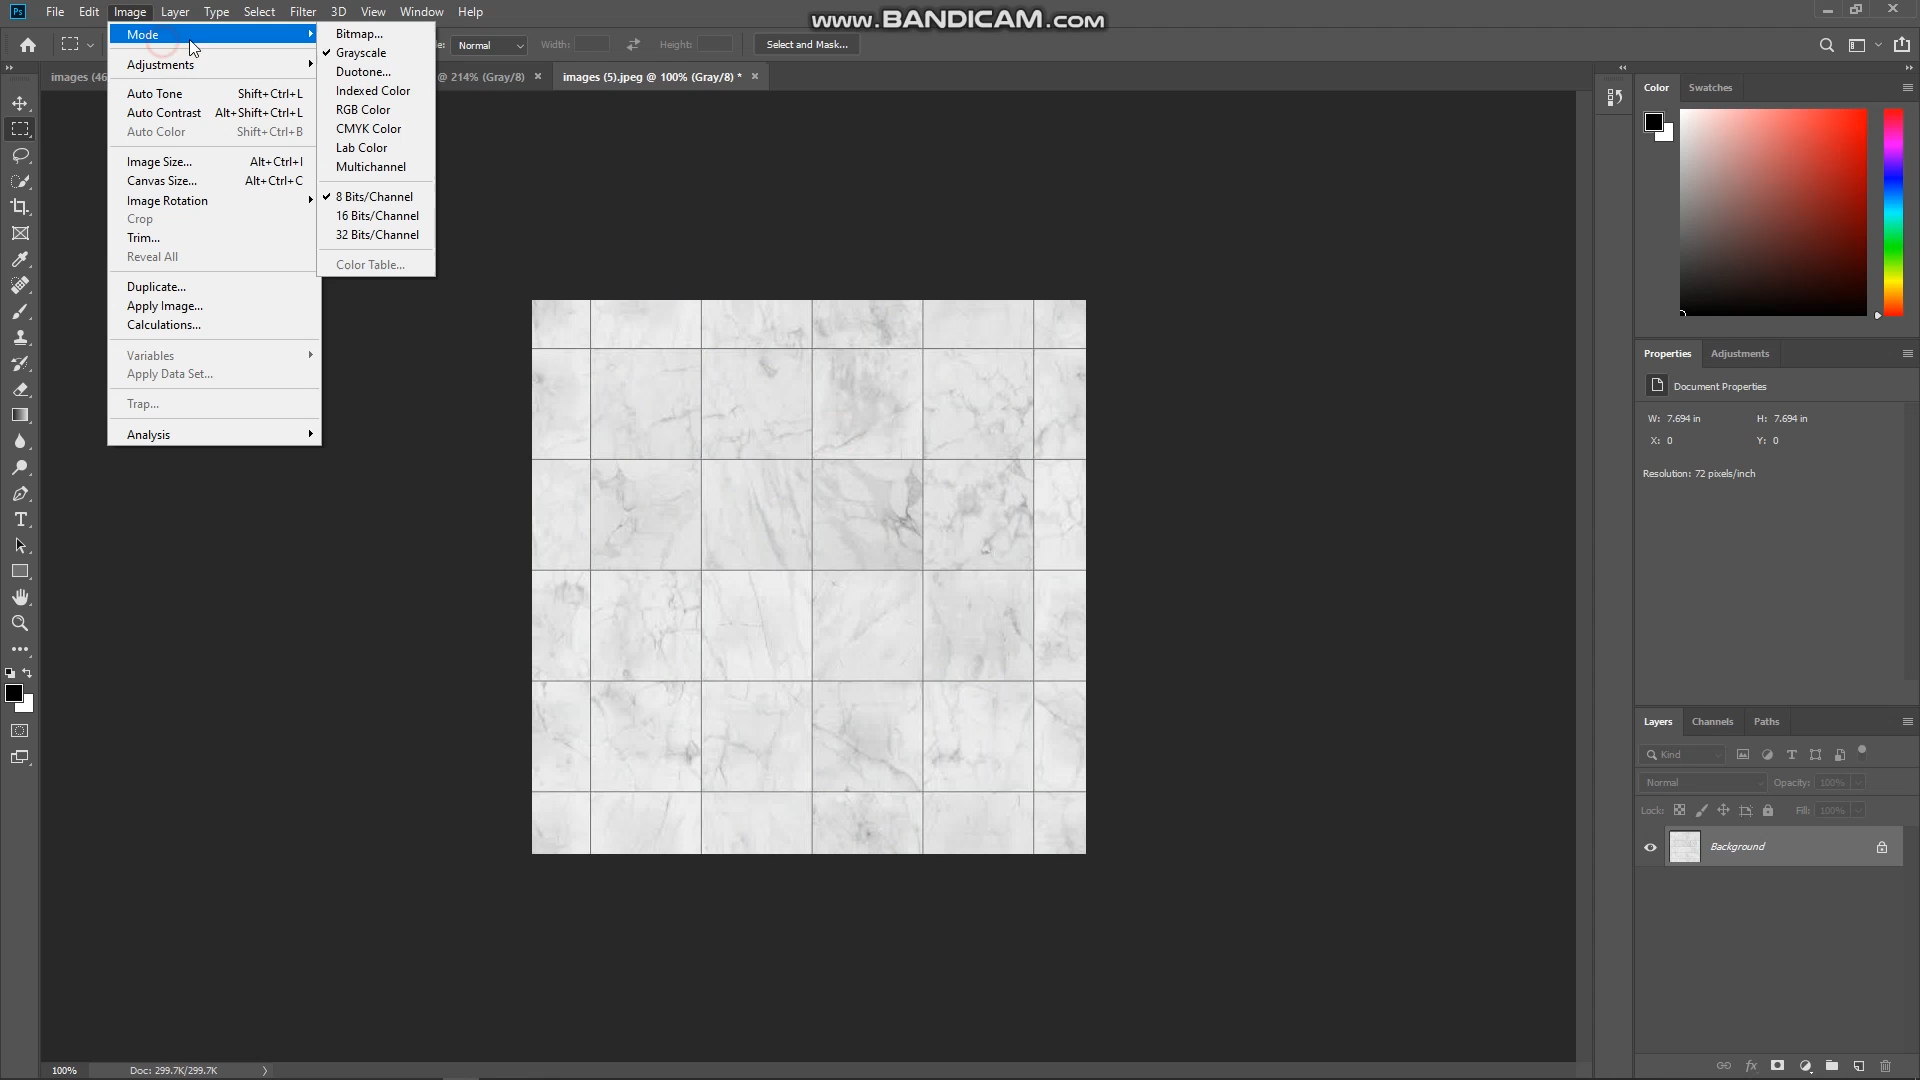 Ps File Edit Image Layer Type Select Filter 3D View Window Help
www.BANDICAM.com
Normal Width: Height: Select and Mask...
images (46 @ 214% (Gray/8) × images (5).jpeg @ 100% (Gray/8) * ×
Mode
Adjustments
Auto Tone Shift+Ctrl+L
Auto Contrast Alt+Shift+Ctrl+L
Auto Color Shift+Ctrl+B
Image Size... Alt+Ctrl+I
Canvas Size... Alt+Ctrl+C
Image Rotation
Crop
Trim...
Reveal All
Duplicate...
Apply Image...
Calculations...
Variables
Apply Data Set...
Trap...
Analysis
Bitmap...
Grayscale
Duotone...
Indexed Color
RGB Color
CMYK Color
Lab Color
Multichannel
8 Bits/Channel
16 Bits/Channel
32 Bits/Channel
Color Table...
Color Swatches
Properties Adjustments
Document Properties
W: 7.694 in H: 7.694 in
X: 0 Y: 0
Resolution: 72 pixels/inch
Layers Channels Paths
Kind
Normal Opacity: 100%
Lock: Fill: 100%
Background
100% Doc: 299.7K/299.7K